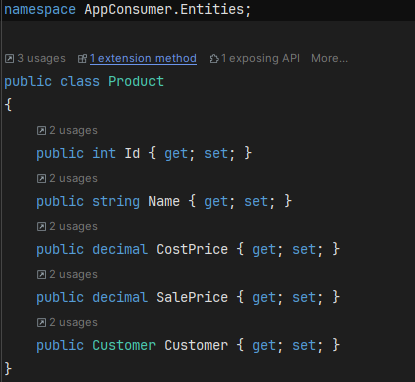 namespace AppConsumer.Entities;
3 usages 1 extension method 1 exposing API More...
public class Product
{
2 usages
public int Id { get; set; }
2 usages
public string Name { get; set; }
2 usages
public decimal CostPrice { get; set; }
2 usages
public decimal SalePrice { get; set; }
2 usages
public Customer Customer { get; set; }
}